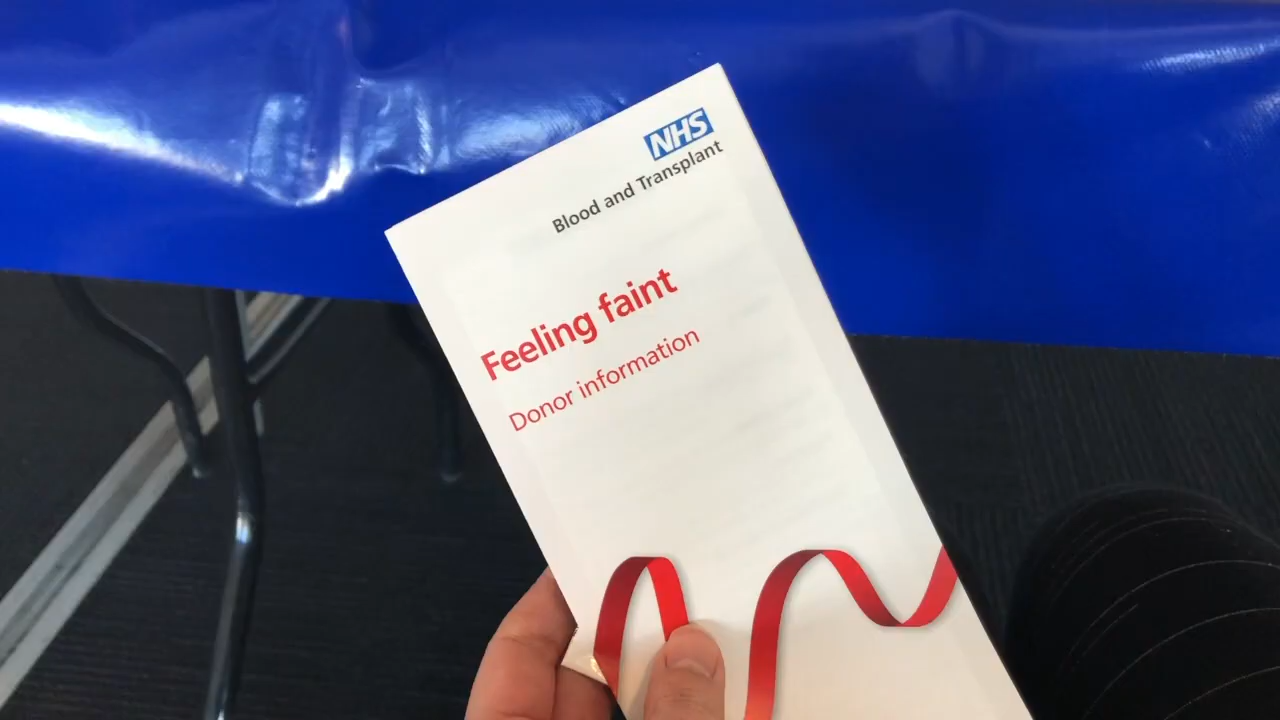 NHS
Blood and Transplant
Feeling faint
Donor information